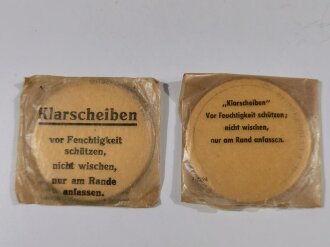 Klarscheiben
vor Feuchtigkeit
schützen,
nicht wischen,
nur am Rande
anfassen.
„Klarscheiben"
Vor Feuchtigkeit schützen;
nicht wischen,
nur am Rand anfassen.